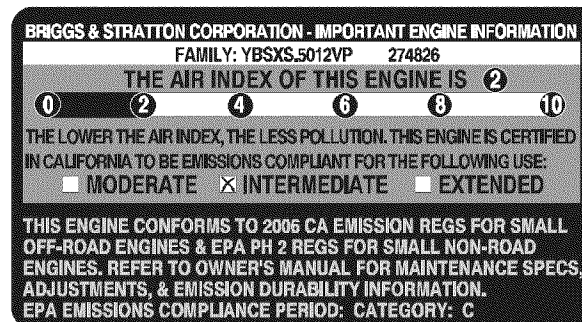 BRIGGS & STRATTON CORPORATION - IMPORTANT ENGINE INFORMATION
FAMILY: YBSXS.5012VP 274826
THE AIR INDEX OF THIS ENGINE IS 2
0 2 4 6 8 10
THE LOWER THE AIR INDEX, THE LESS POLLUTION. THIS ENGINE IS CERTIFIED
IN CALIFORNIA TO BE EMISSIONS COMPLIANT FOR THE FOLLOWING USE:
MODERATE INTERMEDIATE EXTENDED
THIS ENGINE CONFORMS TO 2006 CA EMISSION REGS FOR SMALL
OFF-ROAD ENGINES & EPA PH 2 REGS FOR SMALL NON-ROAD
ENGINES. REFER TO OWNER'S MANUAL FOR MAINTENANCE SPECS,
ADJUSTMENTS, & EMISSION DURABILITY INFORMATION.
EPA EMISSIONS COMPLIANCE PERIOD: CATEGORY: C